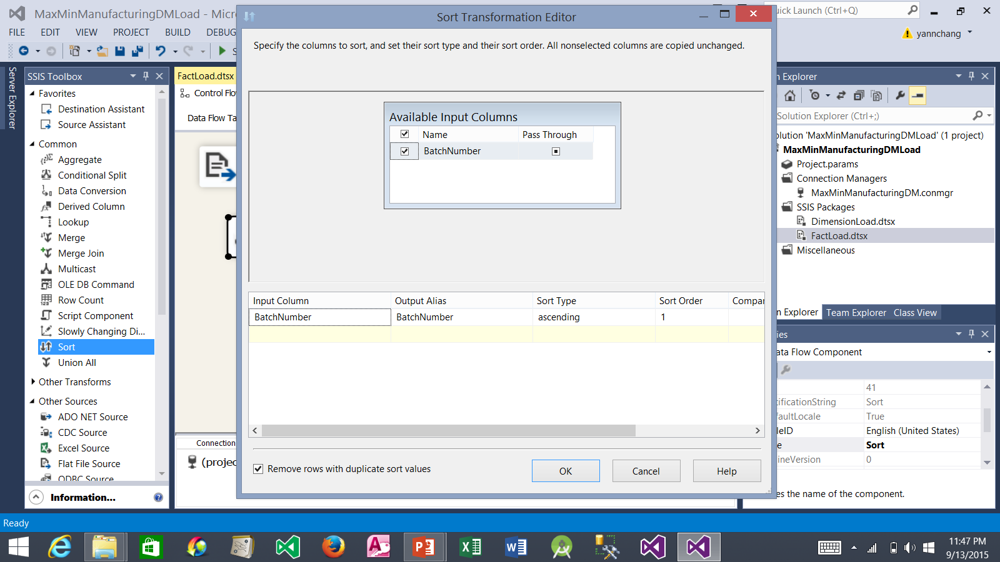 MaxMinManufacturingDMLoad - Micr
Sort Transformation Editor
uick Launch (Ctrl+Q)
FILE EDIT VIEW PROJECT BUILD DEBUG
yannchang
Server Explorer
SSIS Toolbox
Favorites
Destination Assistant
Source Assistant
Common
Aggregate
Conditional Split
Data Conversion
Derived Column
Lookup
Merge
Merge Join
Multicast
OLE DB Command
Row Count
Script Component
Slowly Changing Di...
Sort
Union All
Other Transforms
Other Sources
ADO NET Source
CDC Source
Excel Source
Flat File Source
ODBC Source
Information...
FactLoad.dtsx
Control Flo
Data Flow Ta
Connection
(projec
Specify the columns to sort, and set their sort type and their sort order. All nonselected columns are copied unchanged.
Available Input Columns
Name Pass Through
BatchNumber
Input Column Output Alias Sort Type Sort Order Compar
BatchNumber BatchNumber ascending 1
Remove rows with duplicate sort values
OK Cancel Help
n Explorer
Solution Explorer (Ctrl+;)
olution 'MaxMinManufacturingDMLoad' (1 project)
MaxMinManufacturingDMLoad
Project.params
Connection Managers
MaxMinManufacturingDM.conmgr
SSIS Packages
DimensionLoad.dtsx
FactLoad.dtsx
Miscellaneous
n Explorer Team Explorer Class View
ies
ata Flow Component
41
tificationString Sort
faultLocale True
leID English (United States)
e Sort
lineVersion 0
es the name of the component.
Ready
11:47 PM
9/13/2015